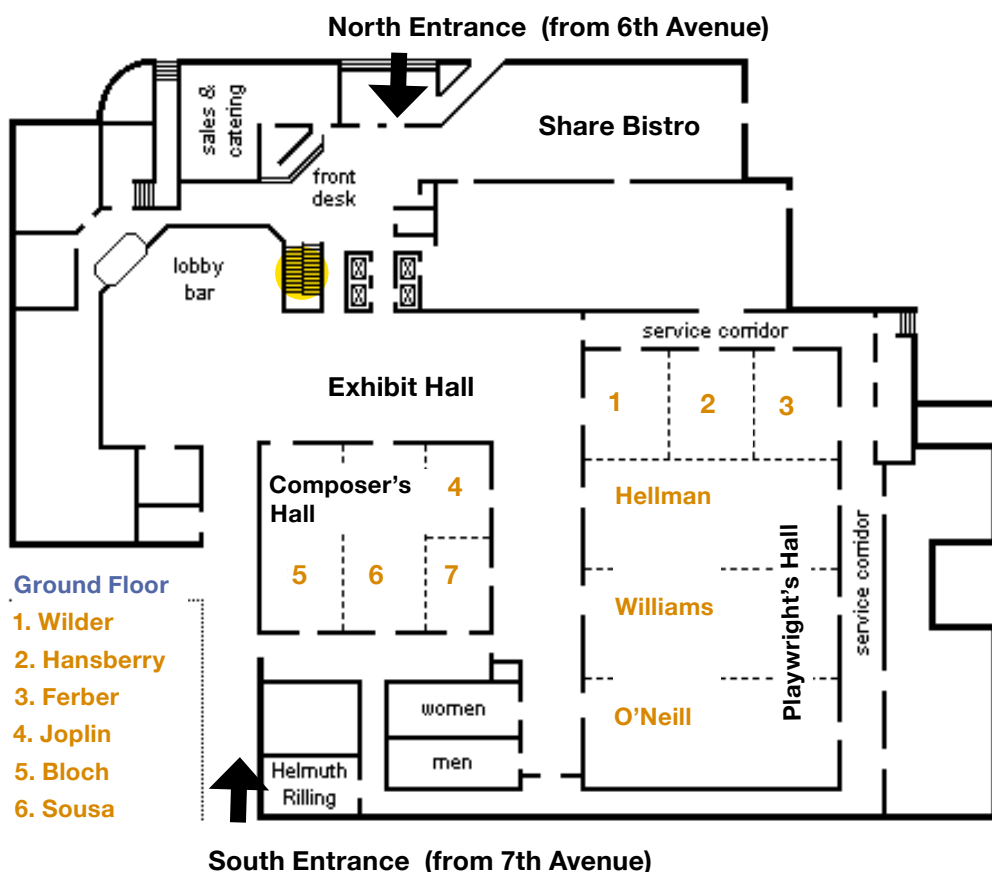 North Entrance  (from 6th Avenue)
sales &
catering
Share Bistro
front
desk
lobby
bar
service corridor
Exhibit Hall
1
2
3
Composer's
Hall
4
Hellman
5
6
7
Williams
Playwright's Hall
service corridor
O'Neill
women
men
Helmuth
Rilling
Ground Floor
1. Wilder
2. Hansberry
3. Ferber
4. Joplin
5. Bloch
6. Sousa
South Entrance  (from 7th Avenue)